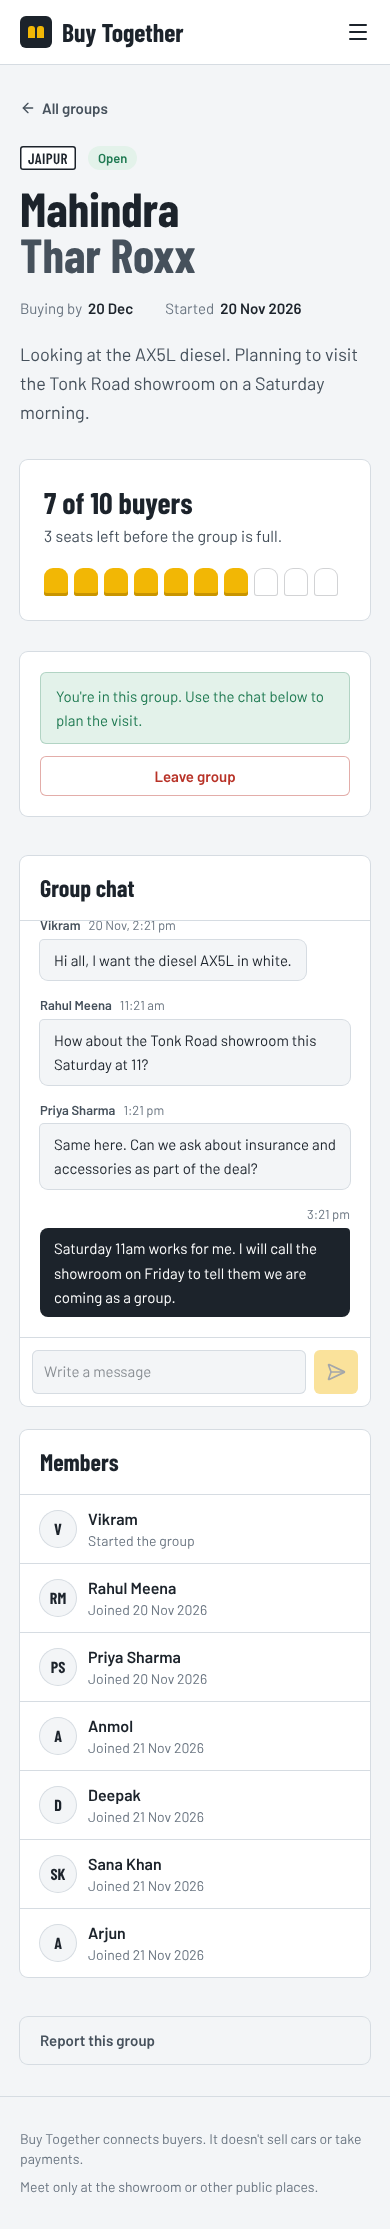 Buy Together
All groups
JAIPUR Open
Mahindra
Thar Roxx
Buying by 20 Dec Started 20 Nov 2026
Looking at the AX5L diesel. Planning to visit
the Tonk Road showroom on a Saturday
morning.
7 of 10 buyers
3 seats left before the group is full.
You're in this group. Use the chat below to
plan the visit.
Leave group
Group chat
Vikram 20 Nov, 2:21 pm
Hi all, I want the diesel AX5L in white.
Rahul Meena 11:21 am
How about the Tonk Road showroom this
Saturday at 11?
Priya Sharma 1:21 pm
Same here. Can we ask about insurance and
accessories as part of the deal?
3:21 pm
Saturday 11am works for me. I will call the
showroom on Friday to tell them we are
coming as a group.
Write a message
Members
V
Vikram
Started the group
RM
Rahul Meena
Joined 20 Nov 2026
PS
Priya Sharma
Joined 20 Nov 2026
A
Anmol
Joined 21 Nov 2026
D
Deepak
Joined 21 Nov 2026
SK
Sana Khan
Joined 21 Nov 2026
A
Arjun
Joined 21 Nov 2026
Report this group
Buy Together connects buyers. It doesn't sell cars or take
payments.
Meet only at the showroom or other public places.